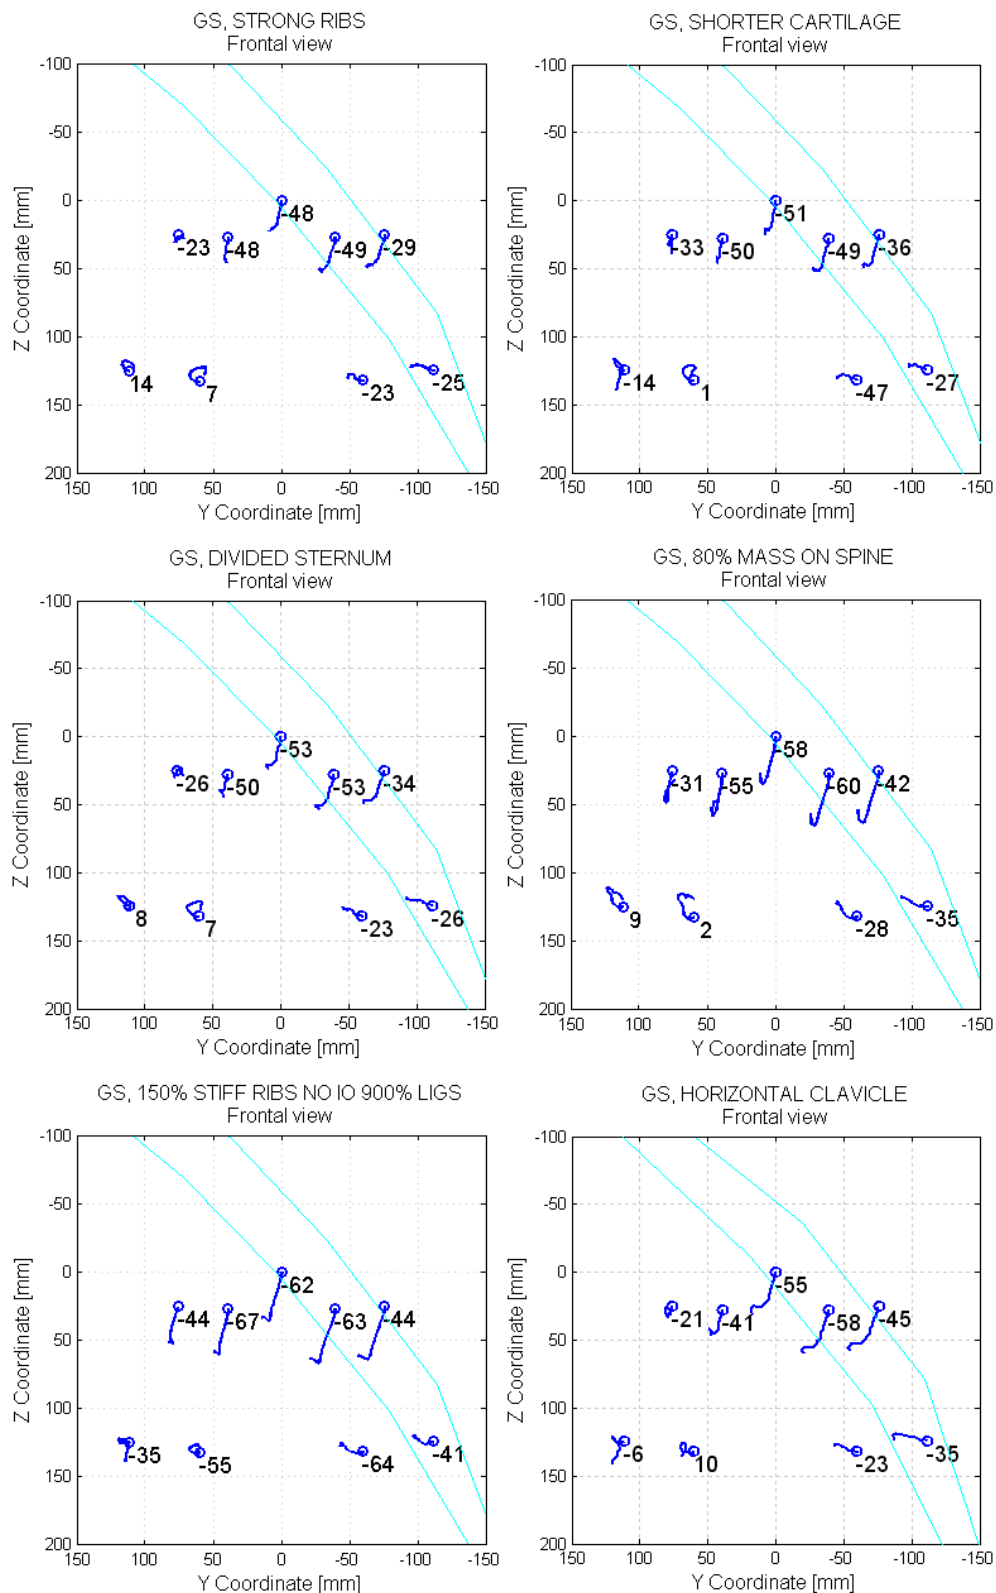 GS, STRONG RIBS
Frontal view
-100
-50
0
50
100
150
200
150 100 50 0 -50 -100 -150
Z Coordinate [mm]
Y Coordinate [mm]
-48
-23 -48 -49 -29
14 7 -23 -25
GS, SHORTER CARTILAGE
Frontal view
-100
-50
0
50
100
150
200
150 100 50 0 -50 -100 -150
Z Coordinate [mm]
Y Coordinate [mm]
-51
-33 -50 -49 -36
-14 1 -47 -27
GS, DIVIDED STERNUM
Frontal view
-100
-50
0
50
100
150
200
150 100 50 0 -50 -100 -150
Z Coordinate [mm]
Y Coordinate [mm]
-53
-26 -50 -53 -34
8 7 -23 -26
GS, 80% MASS ON SPINE
Frontal view
-100
-50
0
50
100
150
200
150 100 50 0 -50 -100 -150
Z Coordinate [mm]
Y Coordinate [mm]
-58
-31 -55 -60 -42
9 2 -28 -35
GS, 150% STIFF RIBS NO IO 900% LIGS
Frontal view
-100
-50
0
50
100
150
200
150 100 50 0 -50 -100 -150
Z Coordinate [mm]
Y Coordinate [mm]
-62
-44 -67 -63 -44
-35 -55 -64 -41
GS, HORIZONTAL CLAVICLE
Frontal view
-100
-50
0
50
100
150
200
150 100 50 0 -50 -100 -150
Z Coordinate [mm]
Y Coordinate [mm]
-55
-21 -41 -58 -45
-6 10 -23 -35